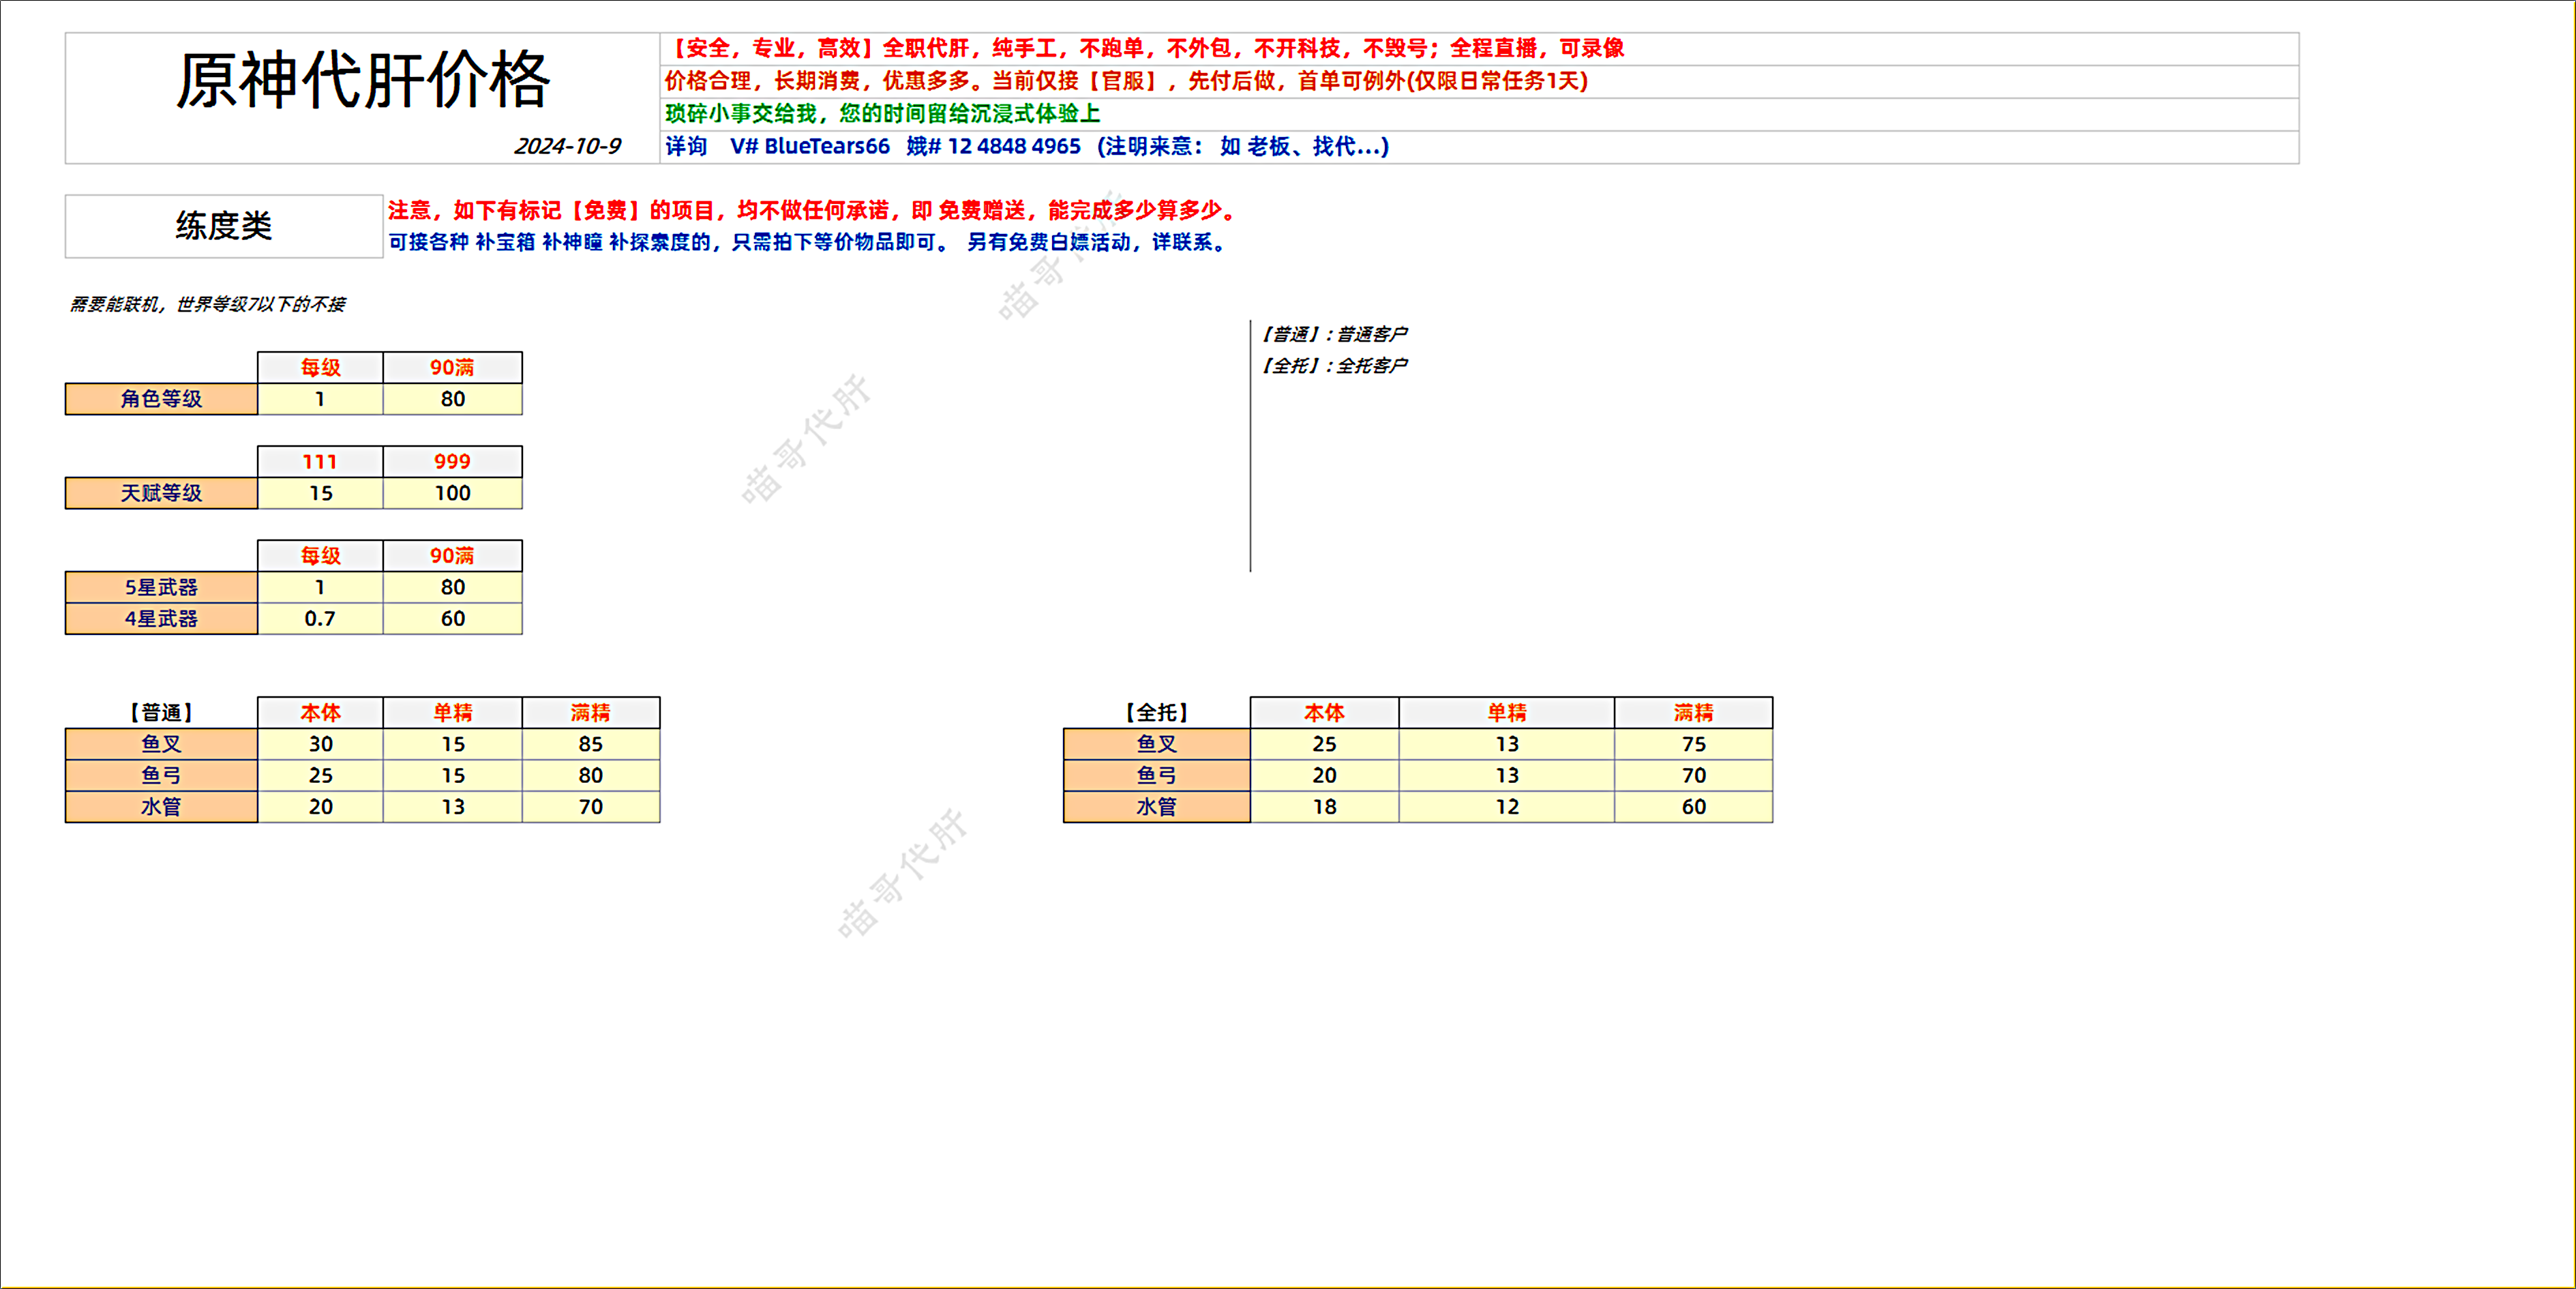 原神代肝价格
2024-10-9
【安全，专业，高效】全职代肝，纯手工，不跑单，不外包，不开科技，不毁号；全程直播，可录像
价格合理，长期消费，优惠多多。当前仅接【官服】，先付后做，首单可例外(仅限日常任务1天)
琐碎小事交给我，您的时间留给沉浸式体验上
详询 V# BlueTears66 娥# 12 4848 4965 (注明来意： 如 老板、找代...)
练度类
注意，如下有标记【免费】的项目，均不做任何承诺，即 免费赠送，能完成多少算多少。
可接各种 补宝箱 补神瞳 补探索度的，只需拍下等价物品即可。 另有免费白嫖活动，详联系。
需要能联机，世界等级7以下的不接
【普通】: 普通客户
【全托】: 全托客户
每级 90满
角色等级 1 80
111 999
天赋等级 15 100
每级 90满
5星武器 1 80
4星武器 0.7 60
【普通】 本体 单精 满精
鱼叉 30 15 85
鱼弓 25 15 80
水管 20 13 70
【全托】 本体 单精 满精
鱼叉 25 13 75
鱼弓 20 13 70
水管 18 12 60
喵哥代肝
喵哥代肝
喵哥代肝